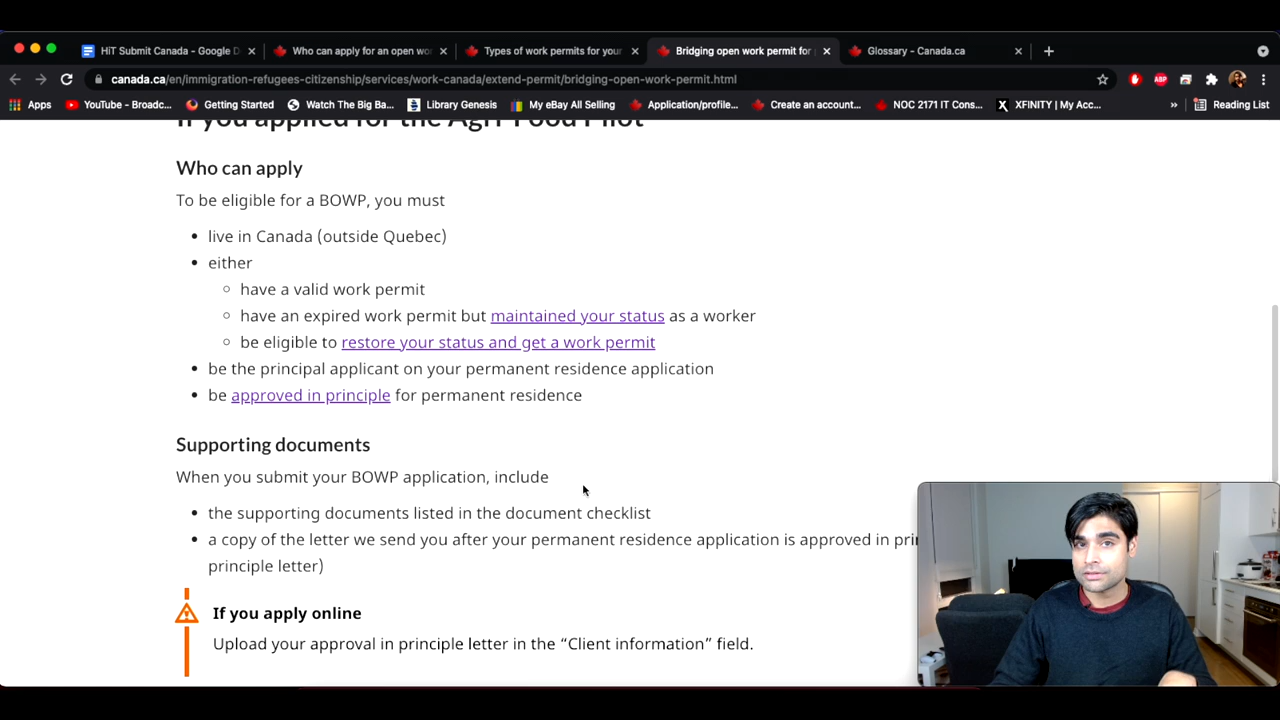 HiT Submit Canada - Google D
Who can apply for an open wo
Types of work permits for your
Bridging open work permit for
Glossary - Canada.ca
canada.ca/en/immigration-refugees-citizenship/services/work-canada/extend-permit/bridging-open-work-permit.html
ABP
Apps
YouTube - Broadc...
Getting Started
Watch The Big Ba...
Library Genesis
My eBay All Selling
Application/profile...
Create an account...
NOC 2171 IT Cons...
XFINITY | My Acc...
»
Reading List
If you applied for the Agri-Food Pilot
Who can apply
To be eligible for a BOWP, you must
• live in Canada (outside Quebec)
• either
○ have a valid work permit
○ have an expired work permit but maintained your status as a worker
○ be eligible to restore your status and get a work permit
• be the principal applicant on your permanent residence application
• be approved in principle for permanent residence
Supporting documents
When you submit your BOWP application, include
• the supporting documents listed in the document checklist
• a copy of the letter we send you after your permanent residence application is approved in pri
principle letter)
If you apply online
Upload your approval in principle letter in the “Client information” field.